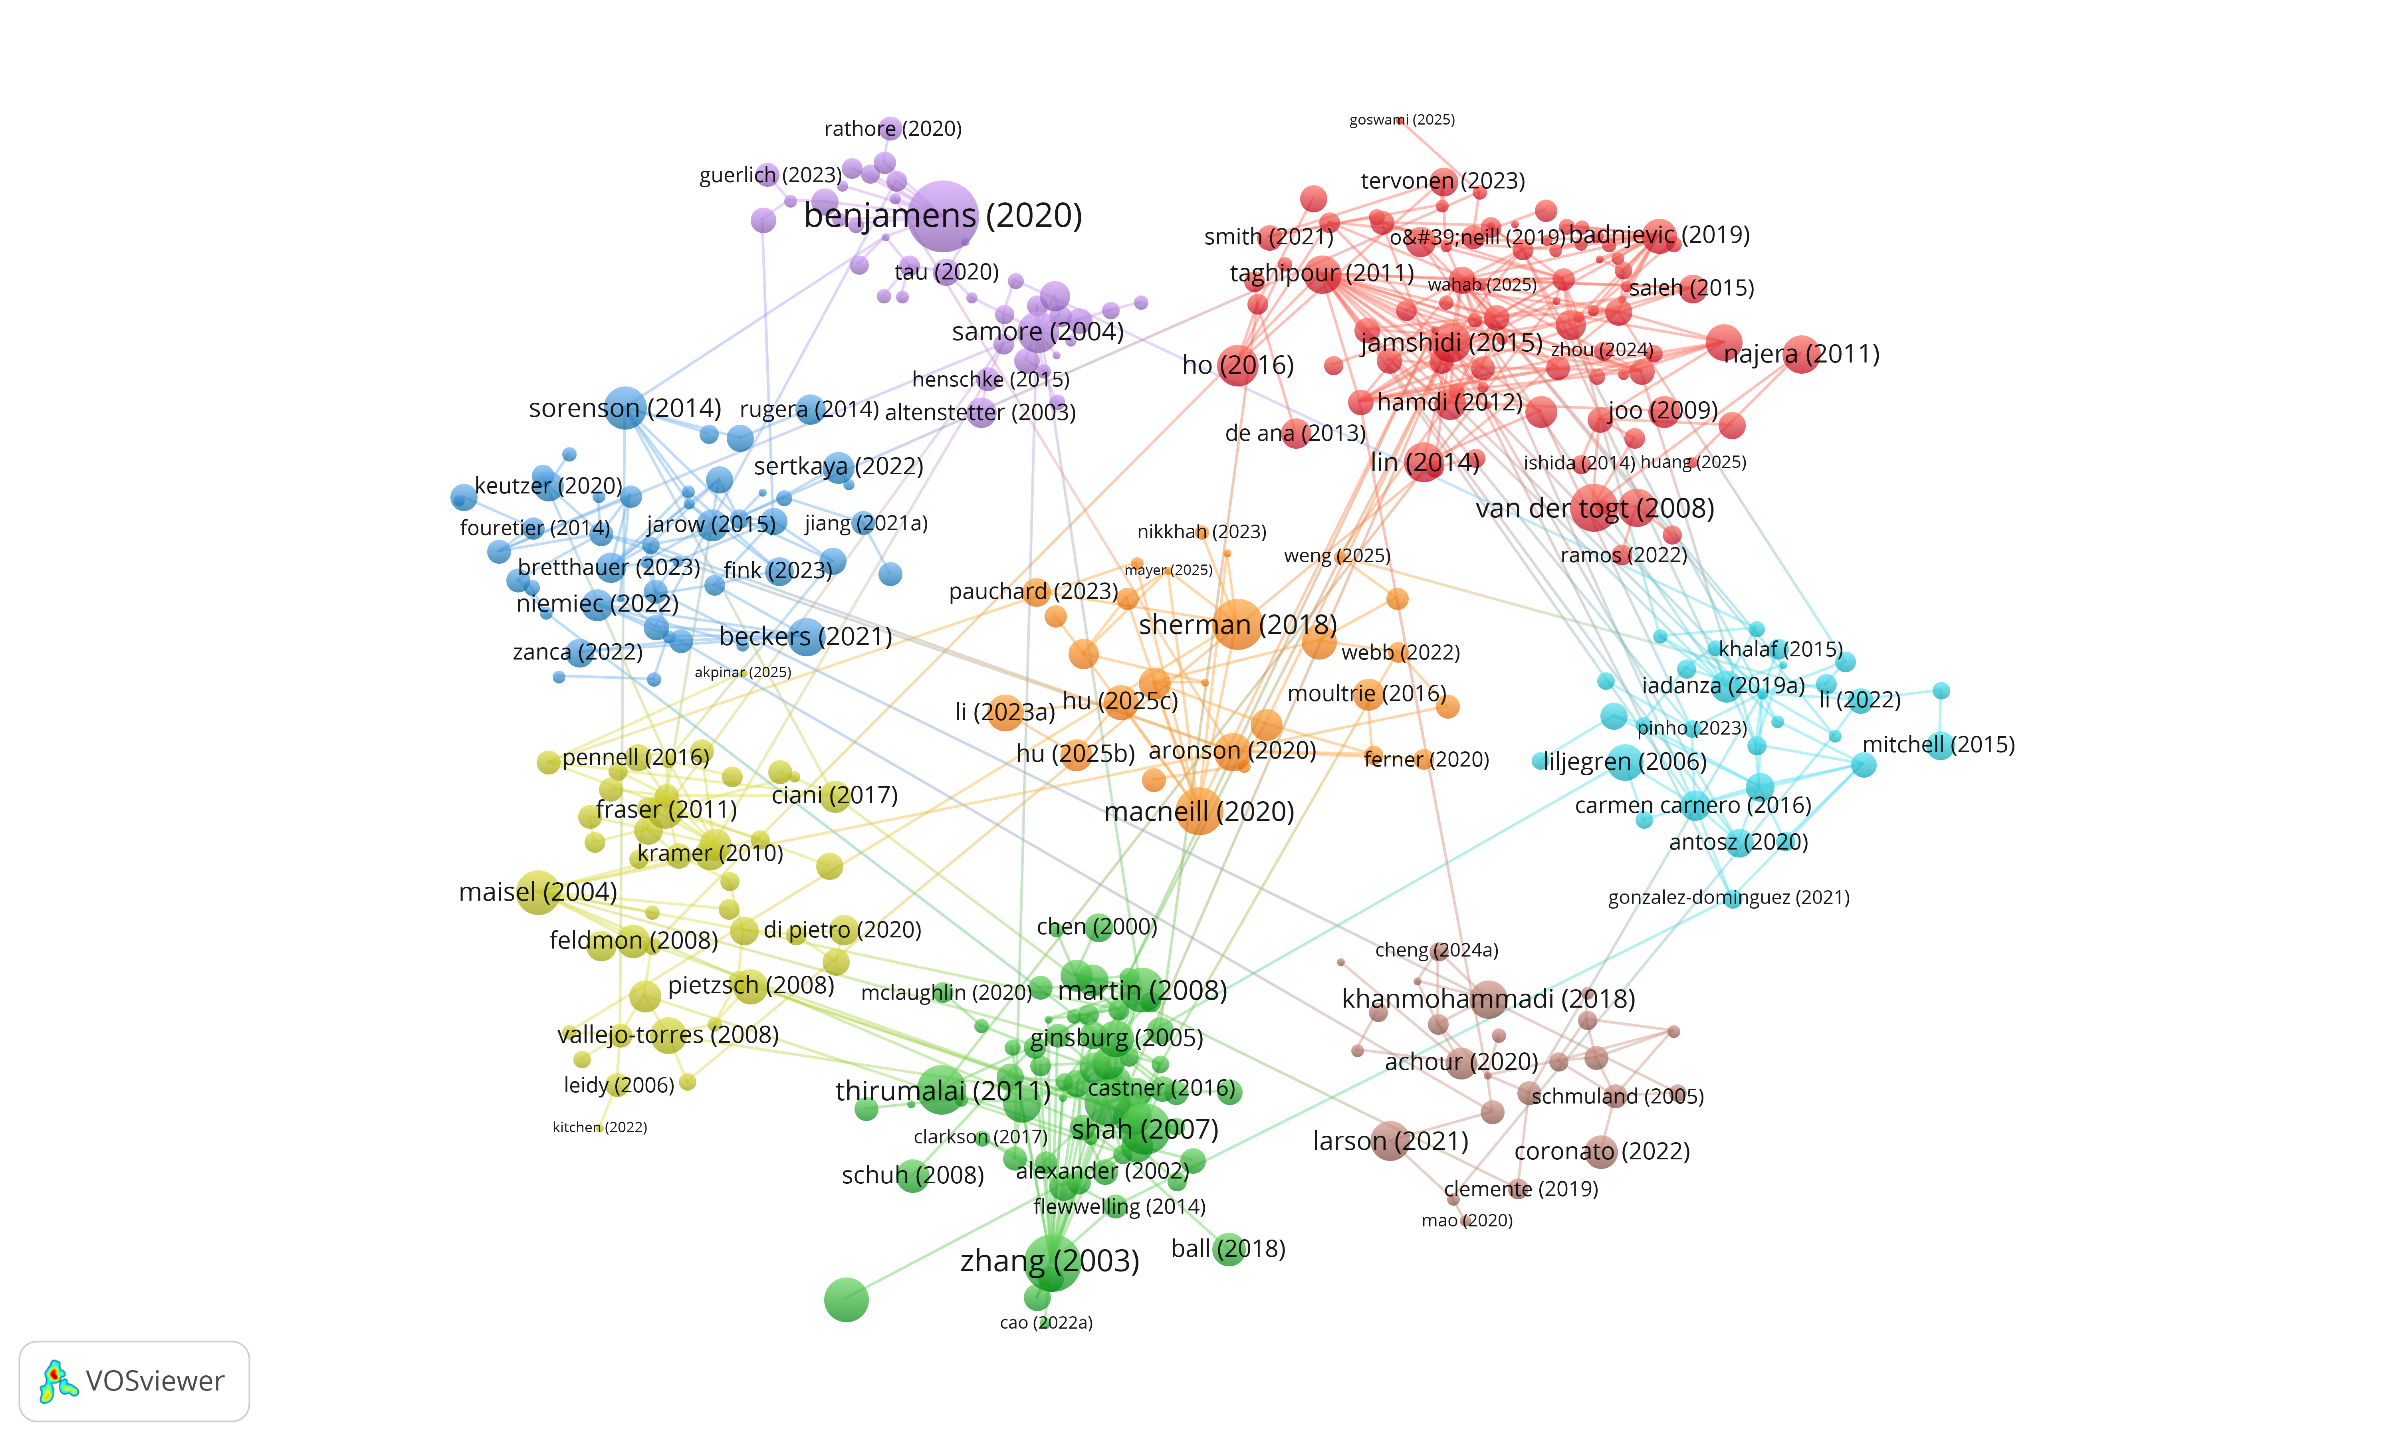 goswami (2025)
rathore (2020)
guerlich (2023)
tervonen (2023)
benjamens (2020)
smith (2021)
o&#39;neill (2019)
badnjevic (2019)
tau (2020)
taghipour (2011)
wahab (2025)
saleh (2015)
samore (2004)
jamshidi (2015)
zhou (2024)
najera (2011)
ho (2016)
henschke (2015)
sorenson (2014)
rugera (2014)
altenstetter (2003)
hamdi (2012)
joo (2009)
de ana (2013)
sertkaya (2022)
lin (2014)
ishida (2014)
huang (2025)
keutzer (2020)
van der togt (2008)
fouretier (2014)
jarow (2015)
jiang (2021a)
nikkhah (2023)
weng (2025)
ramos (2022)
bretthauer (2023)
fink (2023)
mayer (2025)
pauchard (2023)
niemiec (2022)
beckers (2021)
sherman (2018)
zanca (2022)
webb (2022)
khalaf (2015)
akpinar (2025)
iadanza (2019a)
li (2022)
moultrie (2016)
hu (2025c)
li (2023a)
pinho (2023)
mitchell (2015)
hu (2025b)
aronson (2020)
ferner (2020)
liljegren (2006)
pennell (2016)
ciani (2017)
fraser (2011)
macneill (2020)
carmen carnero (2016)
antosz (2020)
kramer (2010)
maisel (2004)
gonzalez-dominguez (2021)
feldmon (2008)
di pietro (2020)
chen (2000)
cheng (2024a)
pietzsch (2008)
mclaughlin (2020)
martin (2008)
khanmohammadi (2018)
vallejo-torres (2008)
ginsburg (2005)
achour (2020)
leidy (2006)
thirumalai (2011)
castner (2016)
schmuland (2005)
kitchen (2022)
clarkson (2017)
shah (2007)
larson (2021)
coronato (2022)
schuh (2008)
alexander (2002)
clemente (2019)
flewwelling (2014)
mao (2020)
zhang (2003)
ball (2018)
cao (2022a)
VOSviewer